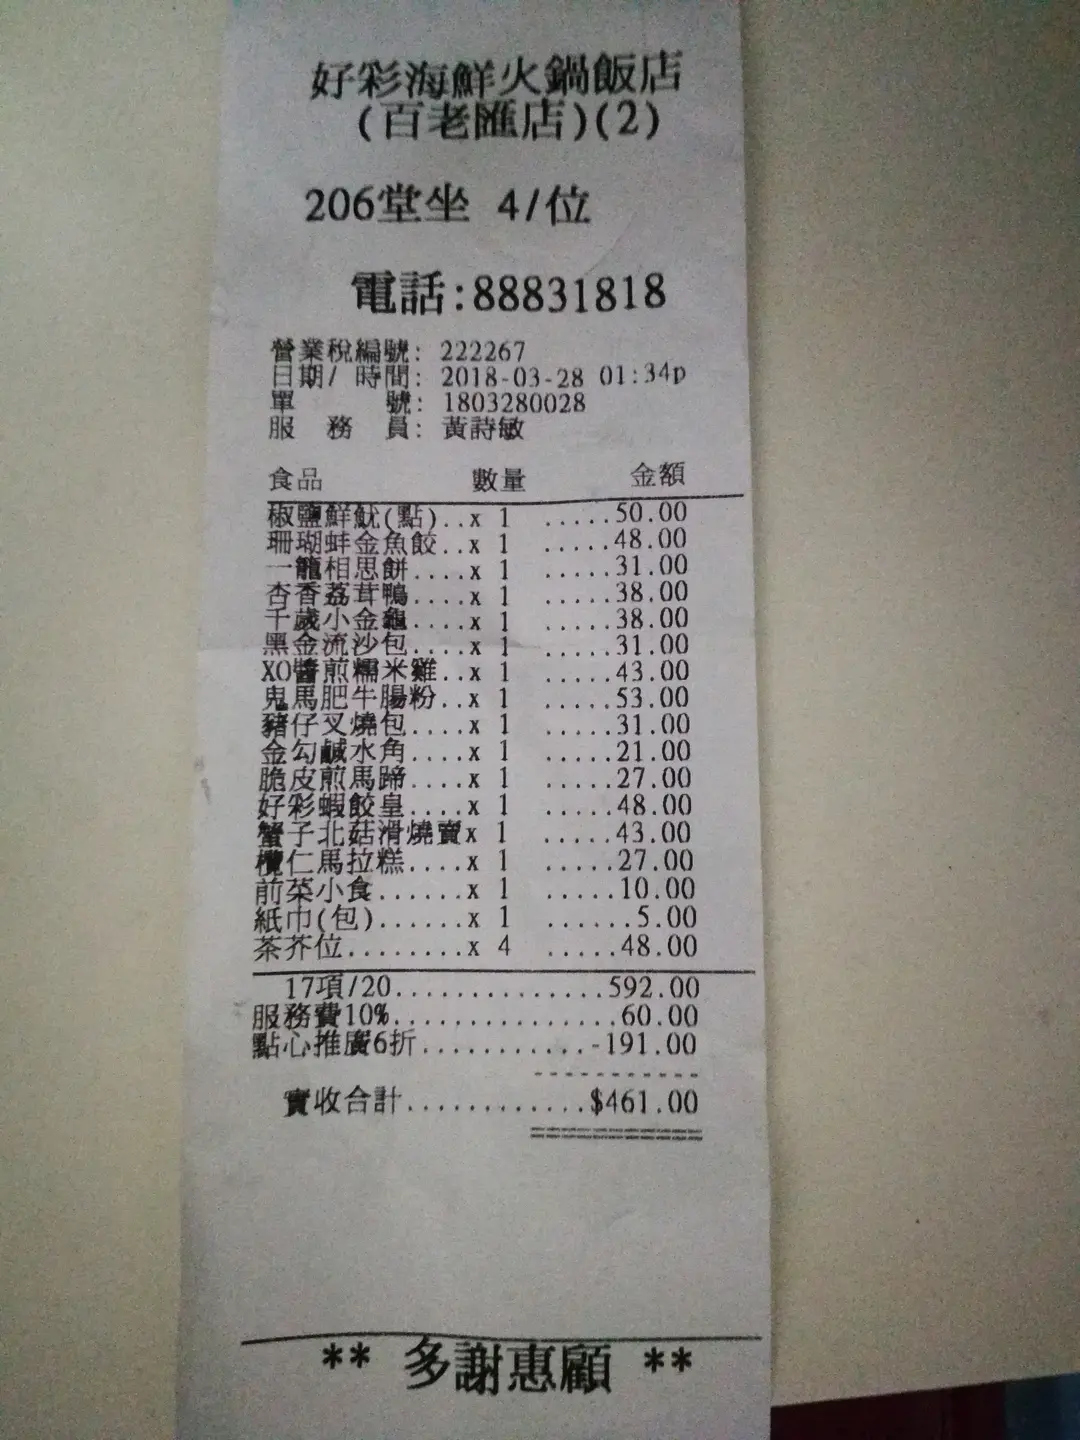 好彩海鮮火鍋飯店
(百老匯店)(2)
206堂坐 4/位
電話:88831818
營業稅編號: 222267
日期/ 時間: 2018-03-28 01:34p
單 號: 1803280028
服 務 員: 黃詩敏
食品 數量 金額
椒鹽鮮魷(點)..x 1 .....50.00
珊瑚蚌金魚餃..x 1 .....48.00
一籠相思餅....x 1 .....31.00
杏香荔茸鴨....x 1 .....38.00
千歲小金龜....x 1 .....38.00
黑金流沙包....x 1 .....31.00
XO醬煎糯米雞..x 1 .....43.00
鬼馬肥牛腸粉..x 1 .....53.00
豬仔叉燒包....x 1 .....31.00
金勾鹹水角....x 1 .....21.00
脆皮煎馬蹄....x 1 .....27.00
好彩蝦餃皇....x 1 .....48.00
蟹子北菇滑燒賣x 1 .....43.00
欖仁馬拉糕....x 1 .....27.00
前菜小食......x 1 .....10.00
紙巾(包)......x 1 ......5.00
茶芥位........x 4 .....48.00
17項/20..............592.00
服務費10%...............60.00
點心推廣6折...........-191.00
-----------
實收合計............$461.00
===========
** 多謝惠顧 **